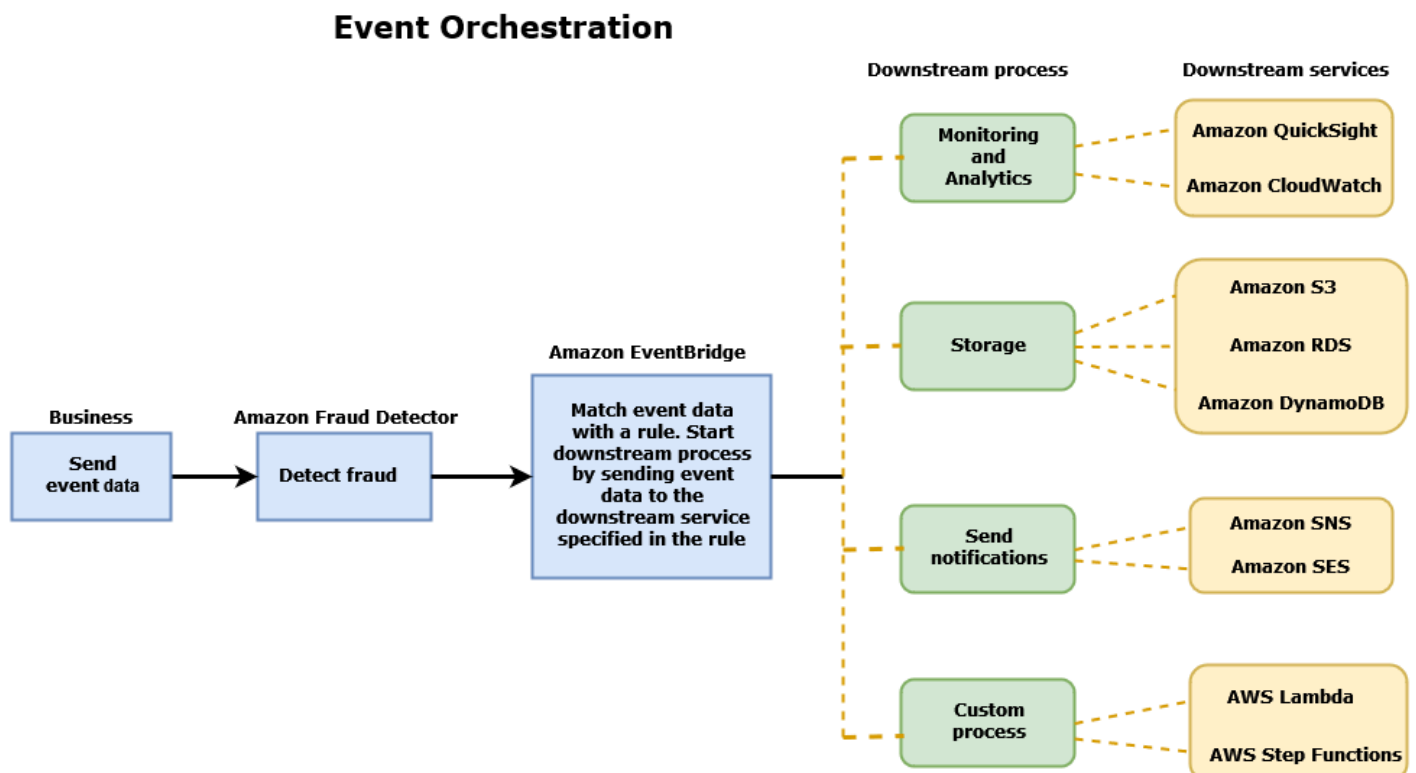 Event Orchestration
Downstream process
Downstream services
Monitoring
and
Analytics
Amazon QuickSight
Amazon CloudWatch
Storage
Amazon S3
Amazon RDS
Amazon DynamoDB
Business
Send
event data
Amazon Fraud Detector
Detect fraud
Amazon EventBridge
Match event data
with a rule. Start
downstream process
by sending event
data to the
downstream service
specified in the rule
Send
notifications
Amazon SNS
Amazon SES
Custom
process
AWS Lambda
AWS Step Functions